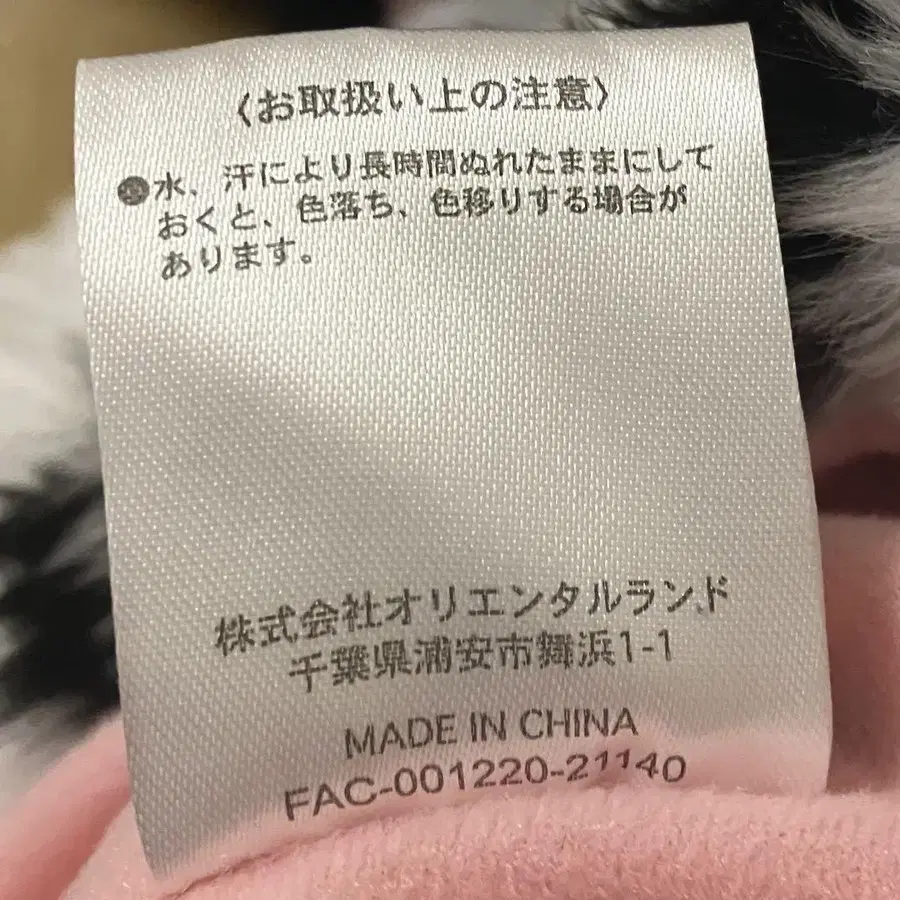 〈お取扱い上の注意〉
●水、汗により長時間ぬれたままにして
おくと、色落ち、色移りする場合が
あります。
株式会社オリエンタルランド
千葉県浦安市舞浜1-1
MADE IN CHINA
FAC-001220-21140